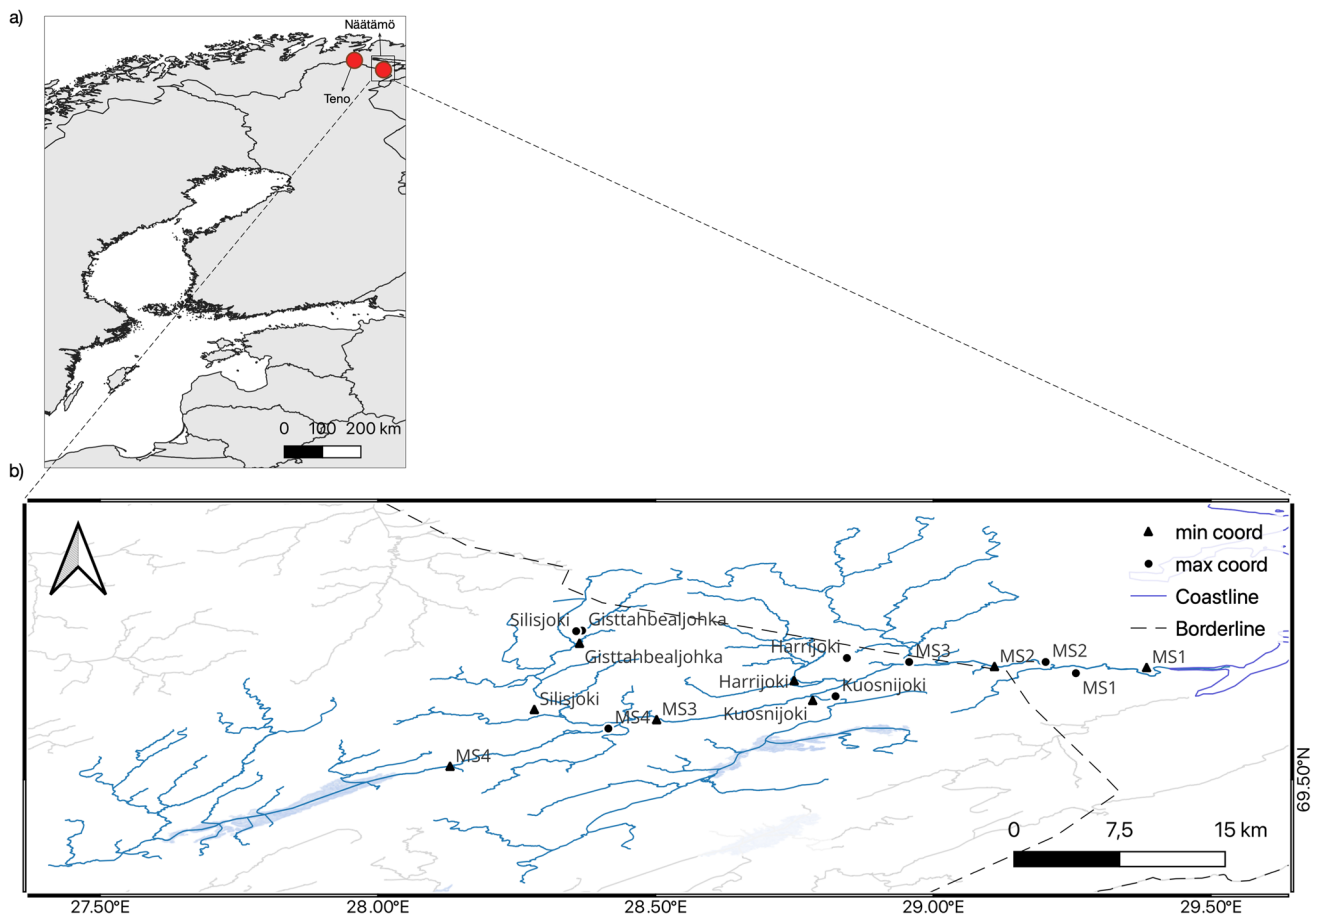 a)
Näätämö
Teno
0 100 200 km
b)
min coord
max coord
Coastline
Borderline
Silisjoki
Gisttahbealjohka
Gisttahbealjohka
Harrijoki
MS3
MS2
MS2
MS1
MS1
Harrijoki
Kuosnijoki
Kuosnijoki
Silisjoki
MS4
MS3
MS4
69.50°N
0 7,5 15 km
27.50°E 28.00°E 28.50°E 29.00°E 29.50°E